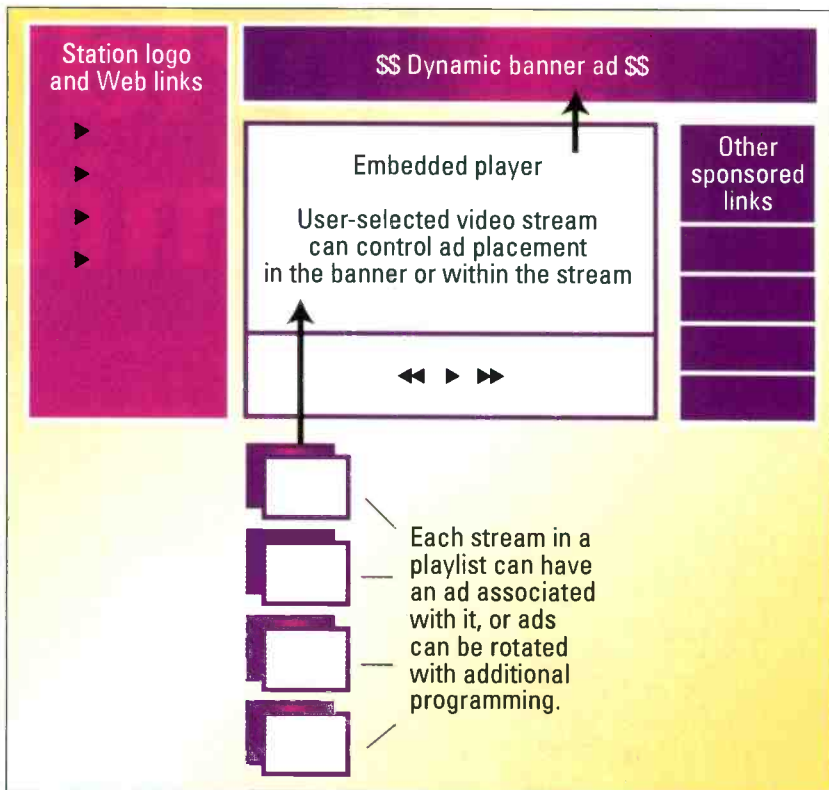 Station logo
and Web links
$$ Dynamic banner ad $$
Embedded player
User-selected video stream
can control ad placement
in the banner or within the stream
Other
sponsored
links
Each stream in a
playlist can have
an ad associated
with it, or ads
can be rotated
with additional
programming.